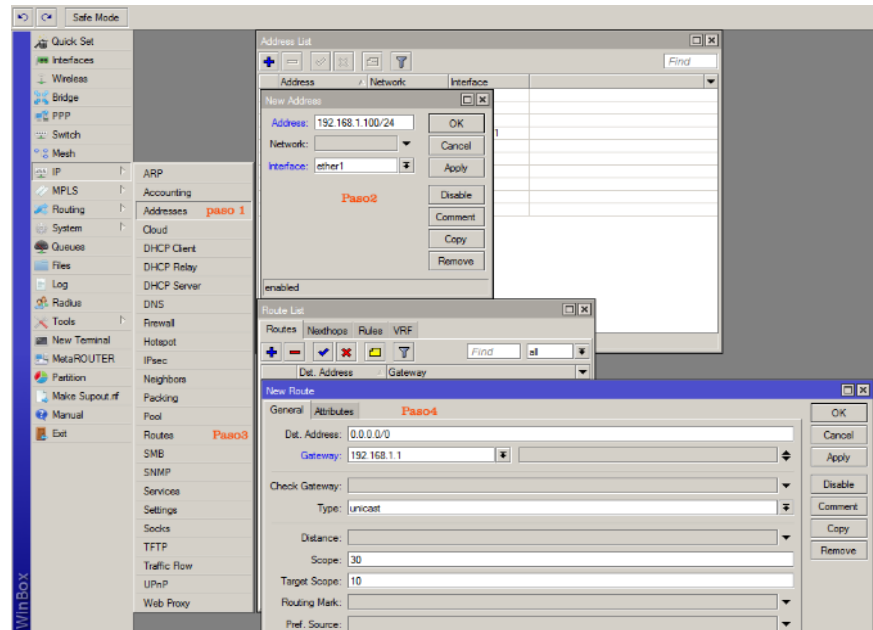 Safe Mode
Quick Set
Interfaces
Wireless
Bridge
PPP
Switch
Mesh
IP
MPLS
Routing
System
Queues
Files
Log
Radius
Tools
New Terminal
MetaROUTER
Partition
Make Supout.rif
Manual
Exit
WinBox
ARP
Accounting
Addresses paso 1
Cloud
DHCP Client
DHCP Relay
DHCP Server
DNS
Firewall
Hotspot
IPsec
Neighbors
Packing
Pool
Routes Paso3
SMB
SNMP
Services
Settings
Socks
TFTP
Traffic Flow
UPnP
Web Proxy
Address List
Find
Address Network Interface
New Address
Address: 192.168.1.100/24 OK
Network: Cancel
Interface: ether1 Apply
Paso2
Disable
Comment
Copy
Remove
enabled
1
Route List
Routes Nexthops Rules VRF
Find all
Dst. Address Gateway
New Route
General Attributes Paso4
Dst. Address: 0.0.0.0/0
Gateway: 192.168.1.1
Check Gateway:
Type: unicast
Distance:
Scope: 30
Target Scope: 10
Routing Mark:
Pref. Source:
OK
Cancel
Apply
Disable
Comment
Copy
Remove